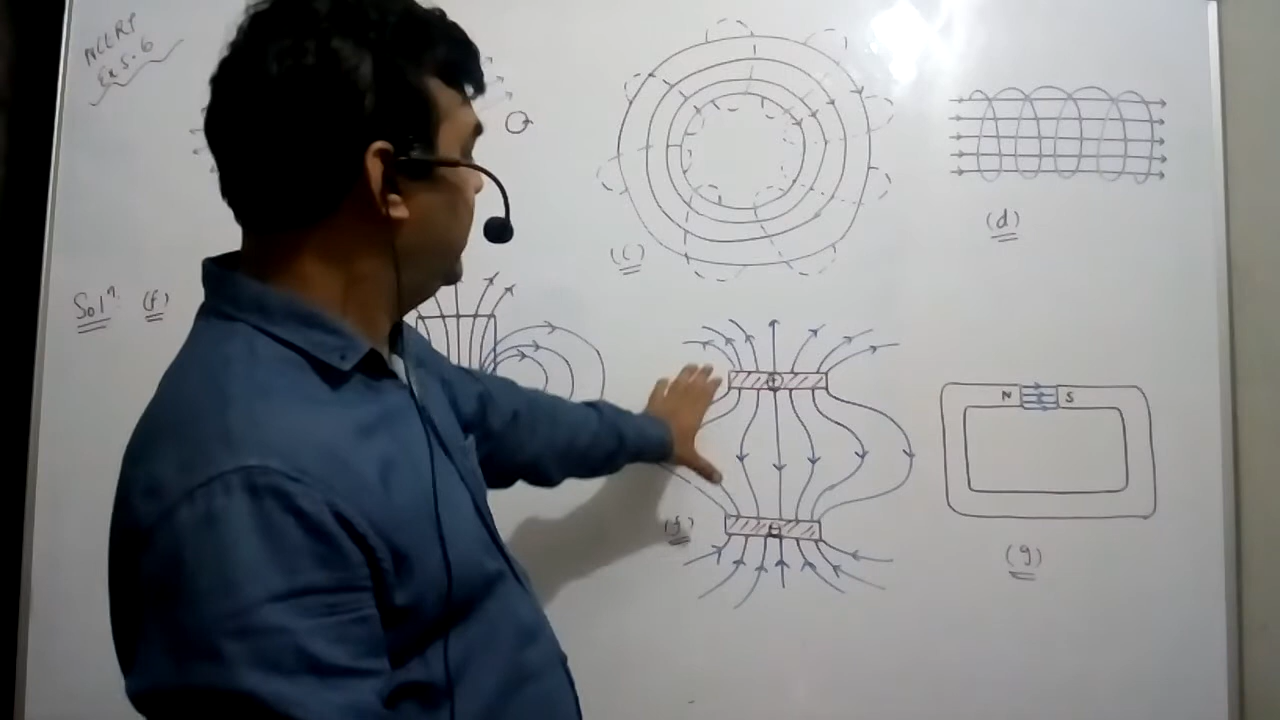 NCERT
Ex 5.6
(c)
(d)
Solⁿ: (f)
+
N S
(f)
(g)